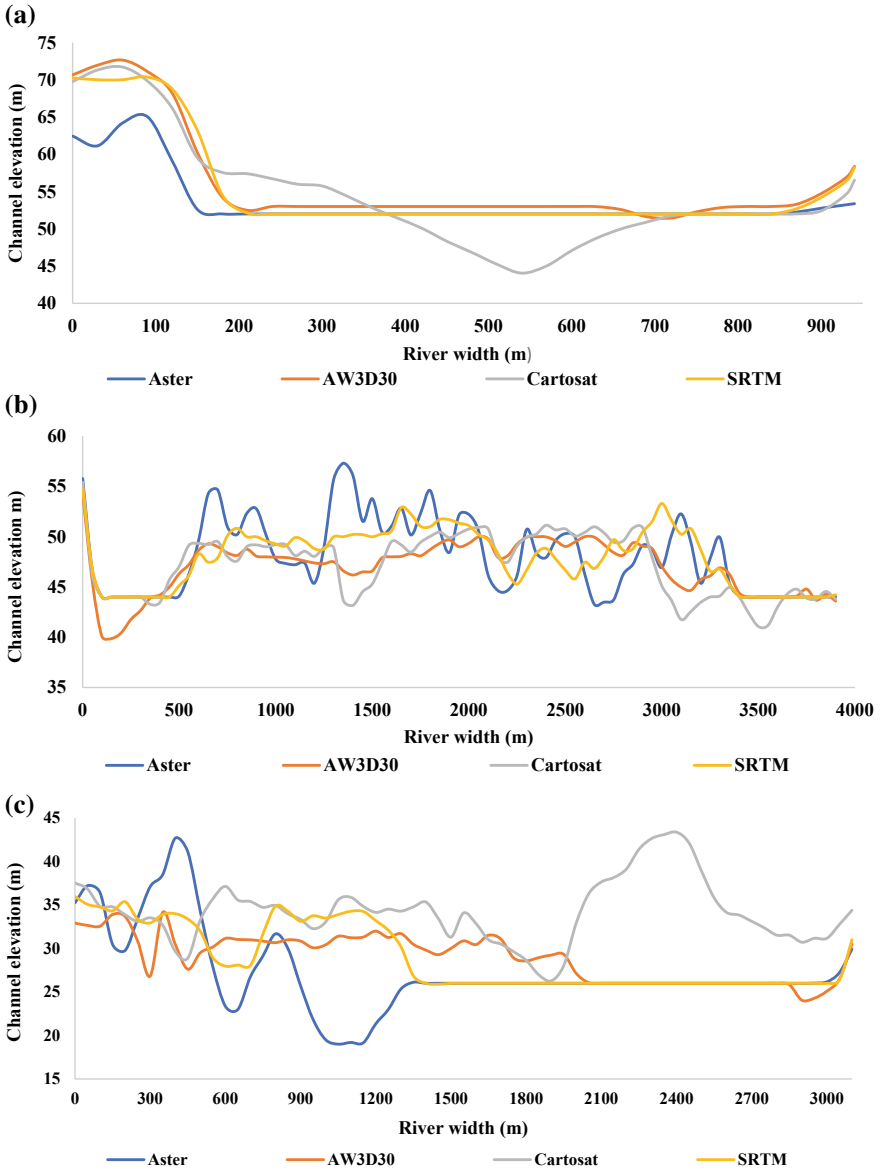 (a)
75
70
65
60
55
50
45
40
Channel elevation (m)
0 100 200 300 400 500 600 700 800 900
River width (m)
Aster AW3D30 Cartosat SRTM
(b)
60
55
50
45
40
35
Channel elevation m)
0 500 1000 1500 2000 2500 3000 3500 4000
River width (m)
Aster AW3D30 Cartosat SRTM
(c)
45
40
35
30
25
20
15
Channel elevation (m)
0 300 600 900 1200 1500 1800 2100 2400 2700 3000
River width (m)
Aster AW3D30 Cartosat SRTM